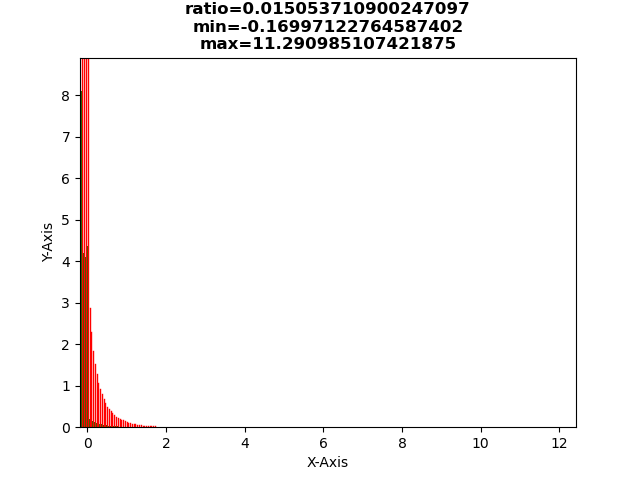 ratio=0.015053710900247097
min=-0.16997122764587402
max=11.290985107421875
8
7
6
5
4
3
2
1
0
Y-Axis
0 2 4 6 8 10 12
X-Axis